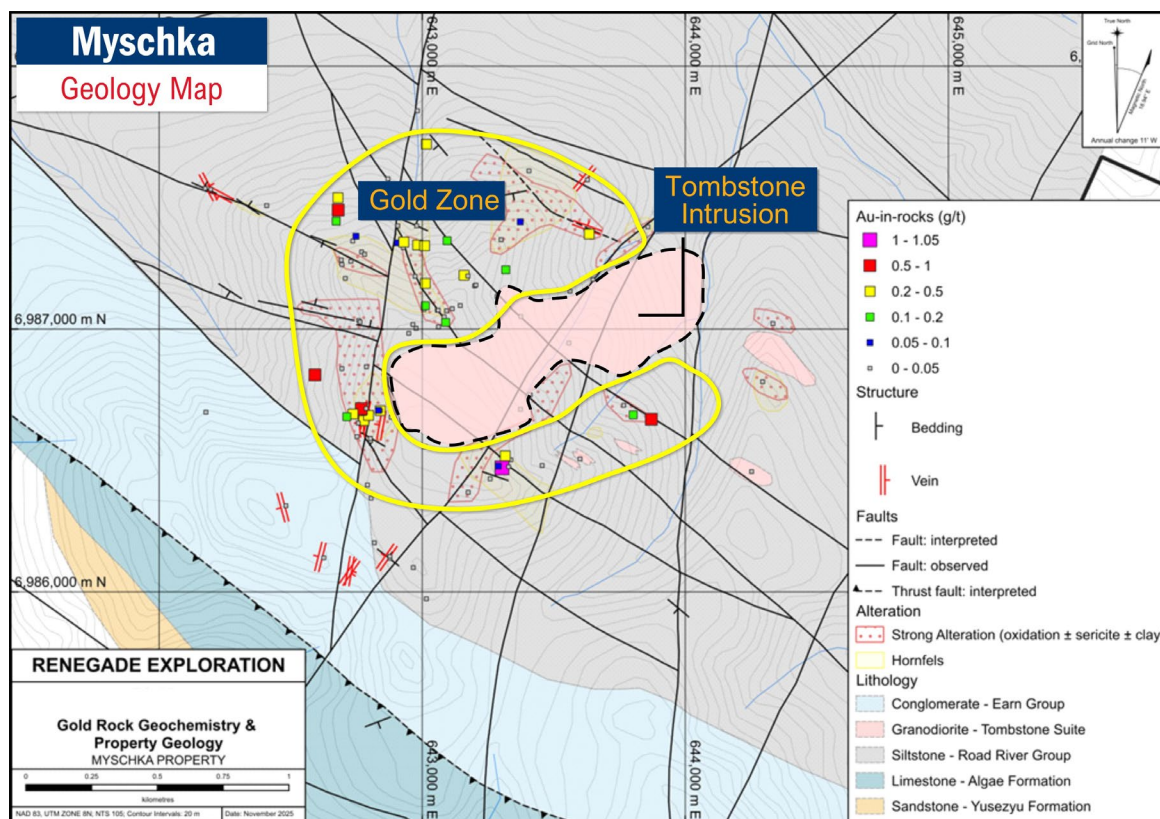 Myschka
Geology Map
Gold Zone
Tombstone
Intrusion
643,000 m E
644,000 m E
645,000 m E
6,987,000 m N
6,986,000 m N
643,000 m E
644,000 m E
True North
Grid North
Magnetic North
Annual change 11' W
Au-in-rocks (g/t)
1 - 1.05
0.5 - 1
0.2 - 0.5
0.1 - 0.2
0.05 - 0.1
0 - 0.05
Structure
Bedding
Vein
Faults
Fault: interpreted
Fault: observed
Thrust fault: interpreted
Alteration
Strong Alteration (oxidation ± sericite ± clay
Hornfels
Lithology
Conglomerate - Earn Group
Granodiorite - Tombstone Suite
Siltstone - Road River Group
Limestone - Algae Formation
Sandstone - Yusezyu Formation
RENEGADE EXPLORATION
Gold Rock Geochemistry &
Property Geology
MYSCHKA PROPERTY
0 0.25 0.5 0.75 1
kilometres
NAD 83, UTM ZONE 8N; NTS 105; Contour Intervals: 20 m
Date: November 2025